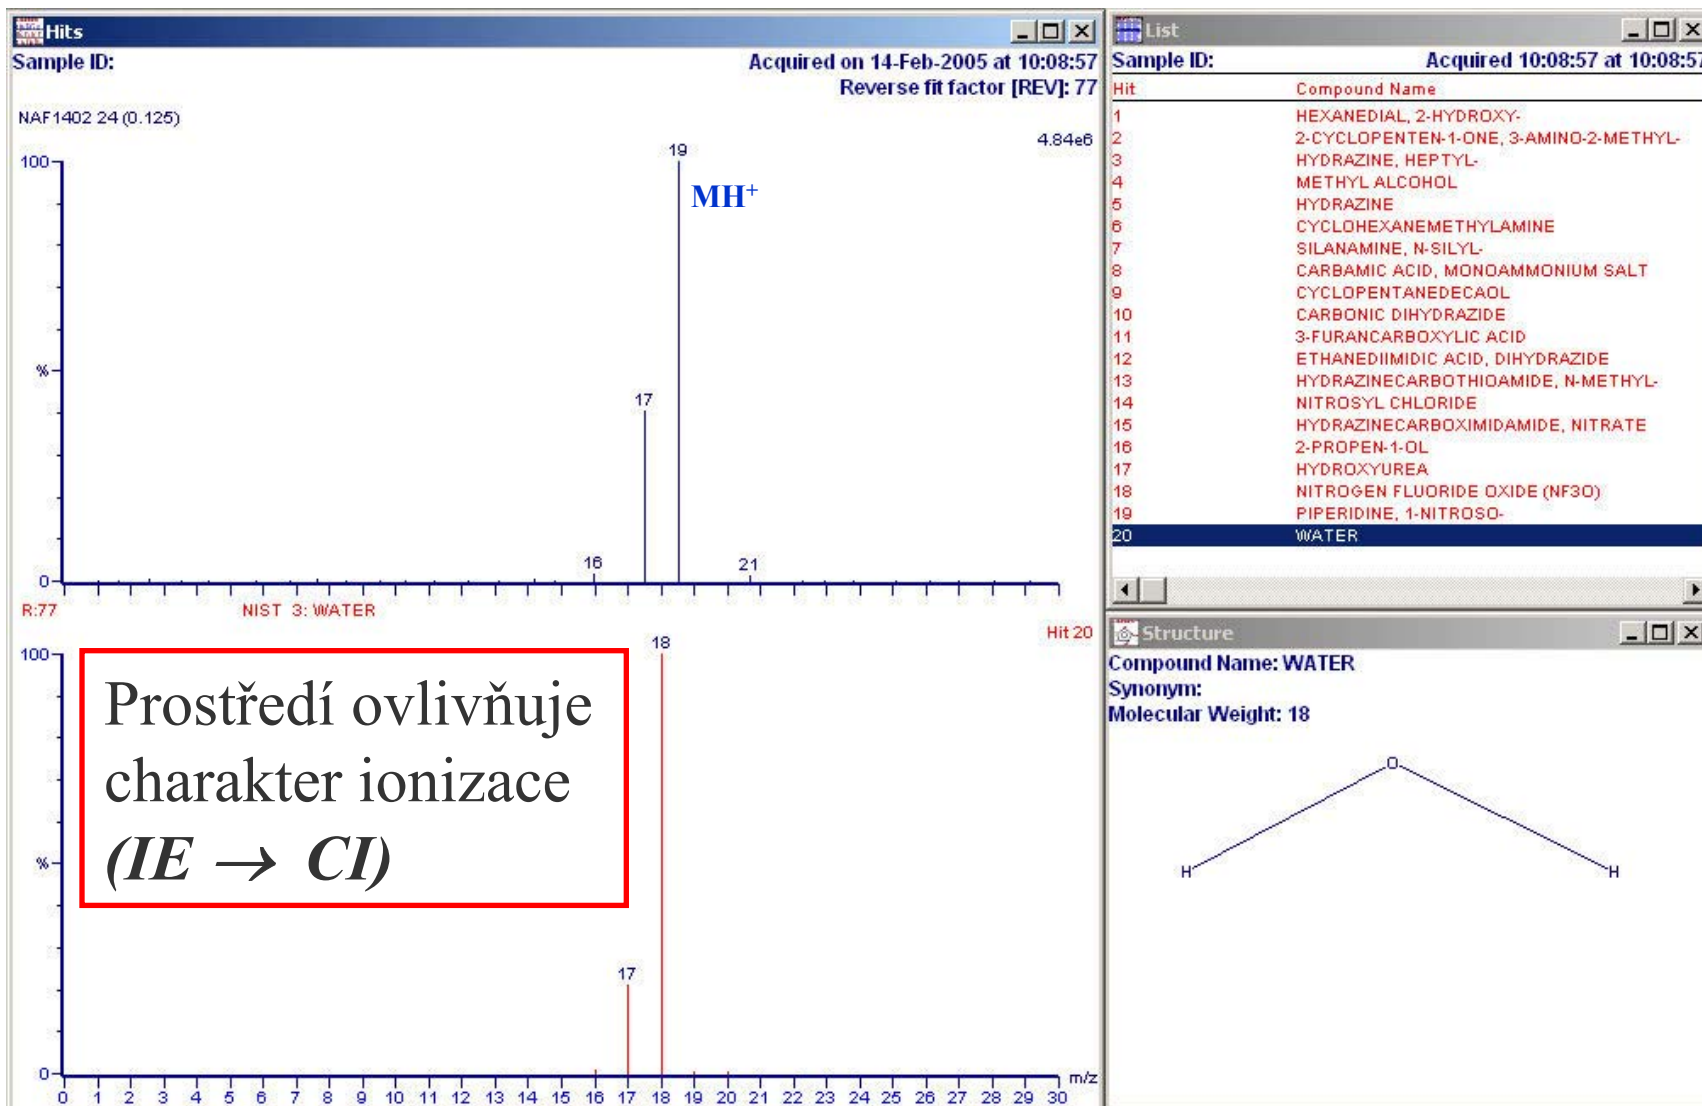 Hits
Sample ID:
Acquired on 14-Feb-2005 at 10:08:57
Reverse fit factor [REV]: 77
NAF1402 24 (0.125)
4.84e6
100
19
MH⁺
%
17
16
21
0
R:77
NIST 3: WATER
Hit 20
100
18
Prostředí ovlivňuje
charakter ionizace
(IE → CI)
%
17
0
m/z
0 1 2 3 4 5 6 7 8 9 10 11 12 13 14 15 16 17 18 19 20 21 22 23 24 25 26 27 28 29 30
List
Sample ID:
Acquired 10:08:57 at 10:08:57
Hit Compound Name
1 HEXANEDIAL, 2-HYDROXY-
2 2-CYCLOPENTEN-1-ONE, 3-AMINO-2-METHYL-
3 HYDRAZINE, HEPTYL-
4 METHYL ALCOHOL
5 HYDRAZINE
6 CYCLOHEXANEMETHYLAMINE
7 SILANAMINE, N-SILYL-
8 CARBAMIC ACID, MONOAMMONIUM SALT
9 CYCLOPENTANEDECAOL
10 CARBONIC DIHYDRAZIDE
11 3-FURANCARBOXYLIC ACID
12 ETHANEDIIMIDIC ACID, DIHYDRAZIDE
13 HYDRAZINECARBOTHIOAMIDE, N-METHYL-
14 NITROSYL CHLORIDE
15 HYDRAZINECARBOXIMIDAMIDE, NITRATE
16 2-PROPEN-1-OL
17 HYDROXYUREA
18 NITROGEN FLUORIDE OXIDE (NF3O)
19 PIPERIDINE, 1-NITROSO-
20 WATER
Structure
Compound Name: WATER
Synonym:
Molecular Weight: 18
O
H H